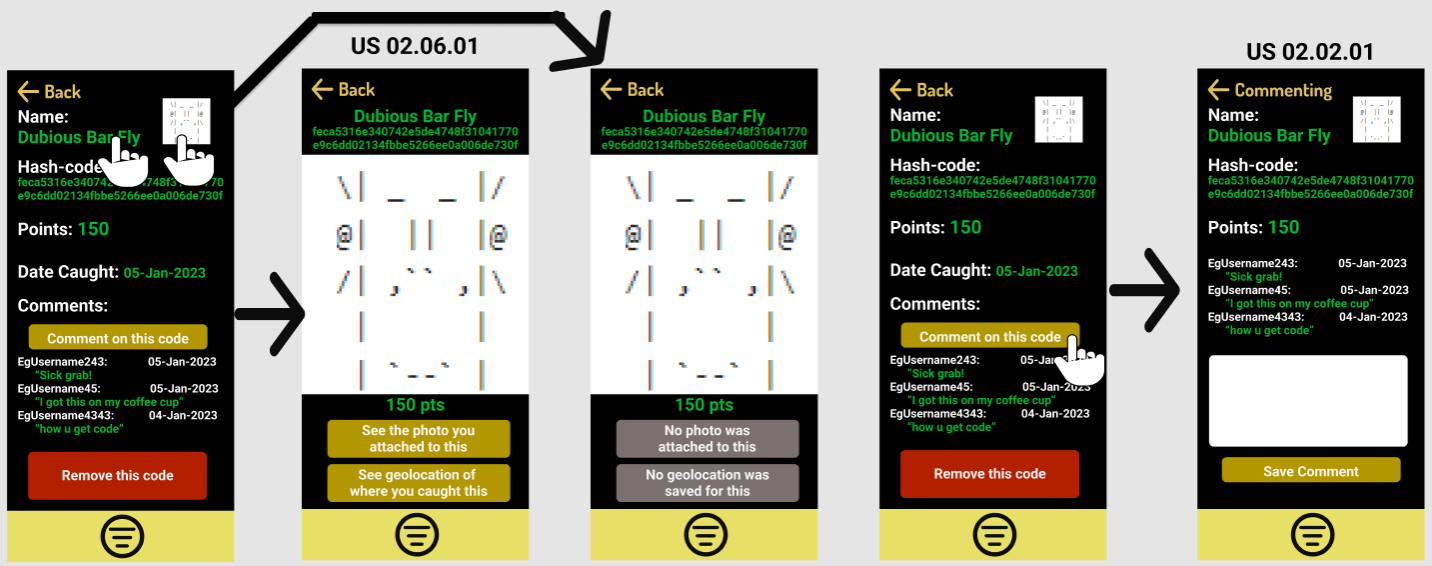 US 02.06.01
US 02.02.01
Back
Name:
Dubious Bar Fly
Hash-code
feca5316e340742 748f3 770
e9c6dd02134fbbe5266ee0a006de730f
Points: 150
Date Caught: 05-Jan-2023
Comments:
Comment on this code
EgUsername243: 05-Jan-2023
"Sick grab!
EgUsername45: 05-Jan-2023
"I got this on my coffee cup"
EgUsername4343: 04-Jan-2023
"how u get code"
Remove this code
Back
Dubious Bar Fly
feca5316e340742e5de4748f31041770
e9c6dd02134fbbe5266ee0a006de730f
\| _ _ |/
@| || |@
/| ,`` ,|\
| |
| `--` |
150 pts
See the photo you
attached to this
See geolocation of
where you caught this
Back
Dubious Bar Fly
feca5316e340742e5de4748f31041770
e9c6dd02134fbbe5266ee0a006de730f
\| _ _ |/
@| || |@
/| ,`` ,|\
| |
| `--` |
150 pts
No photo was
attached to this
No geolocation was
saved for this
Back
Name:
Dubious Bar Fly
Hash-code:
feca5316e340742e5de4748f31041770
e9c6dd02134fbbe5266ee0a006de730f
Points: 150
Date Caught: 05-Jan-2023
Comments:
Comment on this code
EgUsername243: 05-Jan-2023
"Sick grab!
EgUsername45: 05-Jan-2023
"I got this on my coffee cup"
EgUsername4343: 04-Jan-2023
"how u get code"
Remove this code
Commenting
Name:
Dubious Bar Fly
Hash-code:
feca5316e340742e5de4748f31041770
e9c6dd02134fbbe5266ee0a006de730f
Points: 150
EgUsername243: 05-Jan-2023
"Sick grab!
EgUsername45: 05-Jan-2023
"I got this on my coffee cup"
EgUsername4343: 04-Jan-2023
"how u get code"
Save Comment